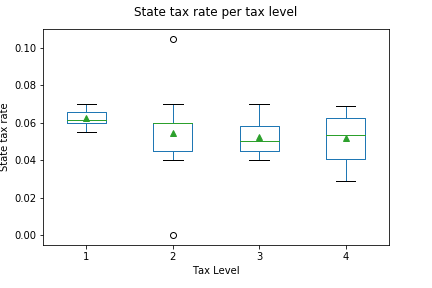 State tax rate per tax level
0.10
0.08
0.06
0.04
0.02
0.00
State tax rate
1 2 3 4
Tax Level